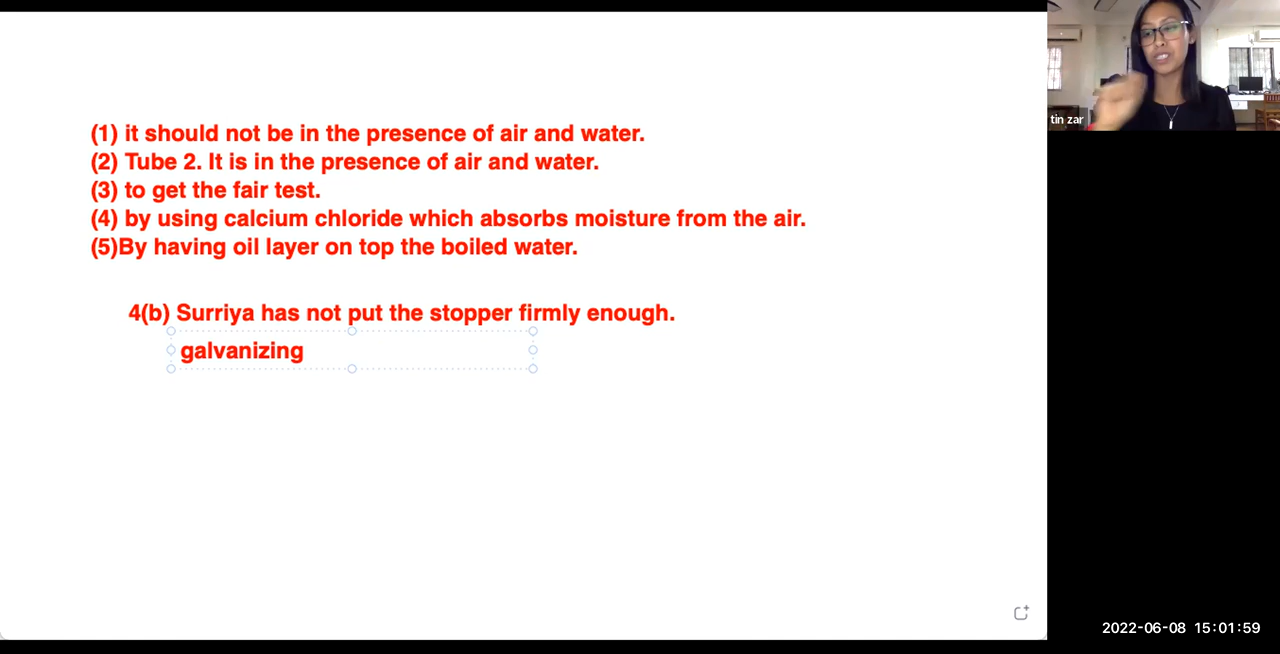 (1) it should not be in the presence of air and water.
(2) Tube 2. It is in the presence of air and water.
(3) to get the fair test.
(4) by using calcium chloride which absorbs moisture from the air.
(5)By having oil layer on top the boiled water.
4(b) Surriya has not put the stopper firmly enough.
galvanizing
tin zar
2022-06-08 15:01:59